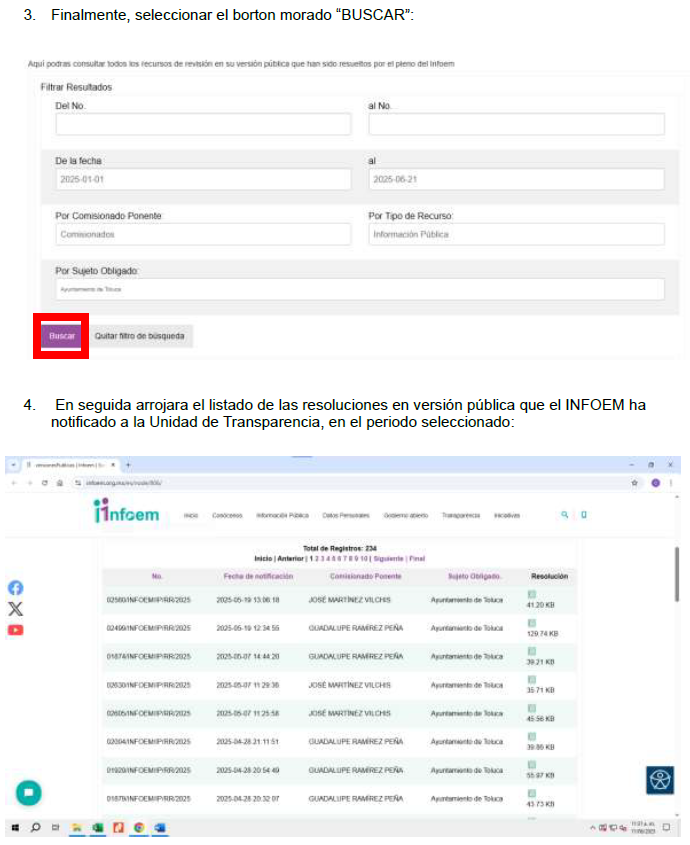 3. Finalmente, seleccionar el borton morado “BUSCAR”:
Aquí podras consultar todos los recursos de revisión en su versión pública que han sido resueltos por el pleno del Infoem
Filtrar Resultados
Del No. al No.
De la fecha al
2025-01-01 2025-06-21
Por Comisionado Ponente: Por Tipo de Recurso:
Comisionados Información Pública
Por Sujeto Obligado:
Ayuntamiento de Toluca
Buscar Quitar filtro de búsqueda
4. En seguida arrojara el listado de las resoluciones en versión pública que el INFOEM ha
notificado a la Unidad de Transparencia, en el periodo seleccionado:
infoem Inicio Conócenos Información Pública Datos Personales Gobierno abierto Transparencia Iniciativas
Total de Registros: 234
Inicio | Anterior | 1 2 3 4 5 6 7 8 9 10 | Siguiente | Final
No. Fecha de notificación Comisionado Ponente Sujeto Obligado Resolución
02560/INFOEM/IP/RR/2025 2025-05-19 13:06:18 JOSÉ MARTÍNEZ VILCHIS Ayuntamiento de Toluca 41.20 KB
02499/INFOEM/IP/RR/2025 2025-05-19 12:34:55 GUADALUPE RAMÍREZ PEÑA Ayuntamiento de Toluca 129.74 KB
01874/INFOEM/IP/RR/2025 2025-05-07 14:44:20 GUADALUPE RAMÍREZ PEÑA Ayuntamiento de Toluca 39.21 KB
02630/INFOEM/IP/RR/2025 2025-05-07 11:29:36 JOSÉ MARTÍNEZ VILCHIS Ayuntamiento de Toluca 35.71 KB
02605/INFOEM/IP/RR/2025 2025-05-07 11:25:58 JOSÉ MARTÍNEZ VILCHIS Ayuntamiento de Toluca 45.56 KB
02004/INFOEM/IP/RR/2025 2025-04-28 21:11:51 GUADALUPE RAMÍREZ PEÑA Ayuntamiento de Toluca 39.86 KB
01920/INFOEM/IP/RR/2025 2025-04-28 20:54:49 GUADALUPE RAMÍREZ PEÑA Ayuntamiento de Toluca 55.97 KB
01879/INFOEM/IP/RR/2025 2025-04-28 20:32:07 GUADALUPE RAMÍREZ PEÑA Ayuntamiento de Toluca 43.73 KB